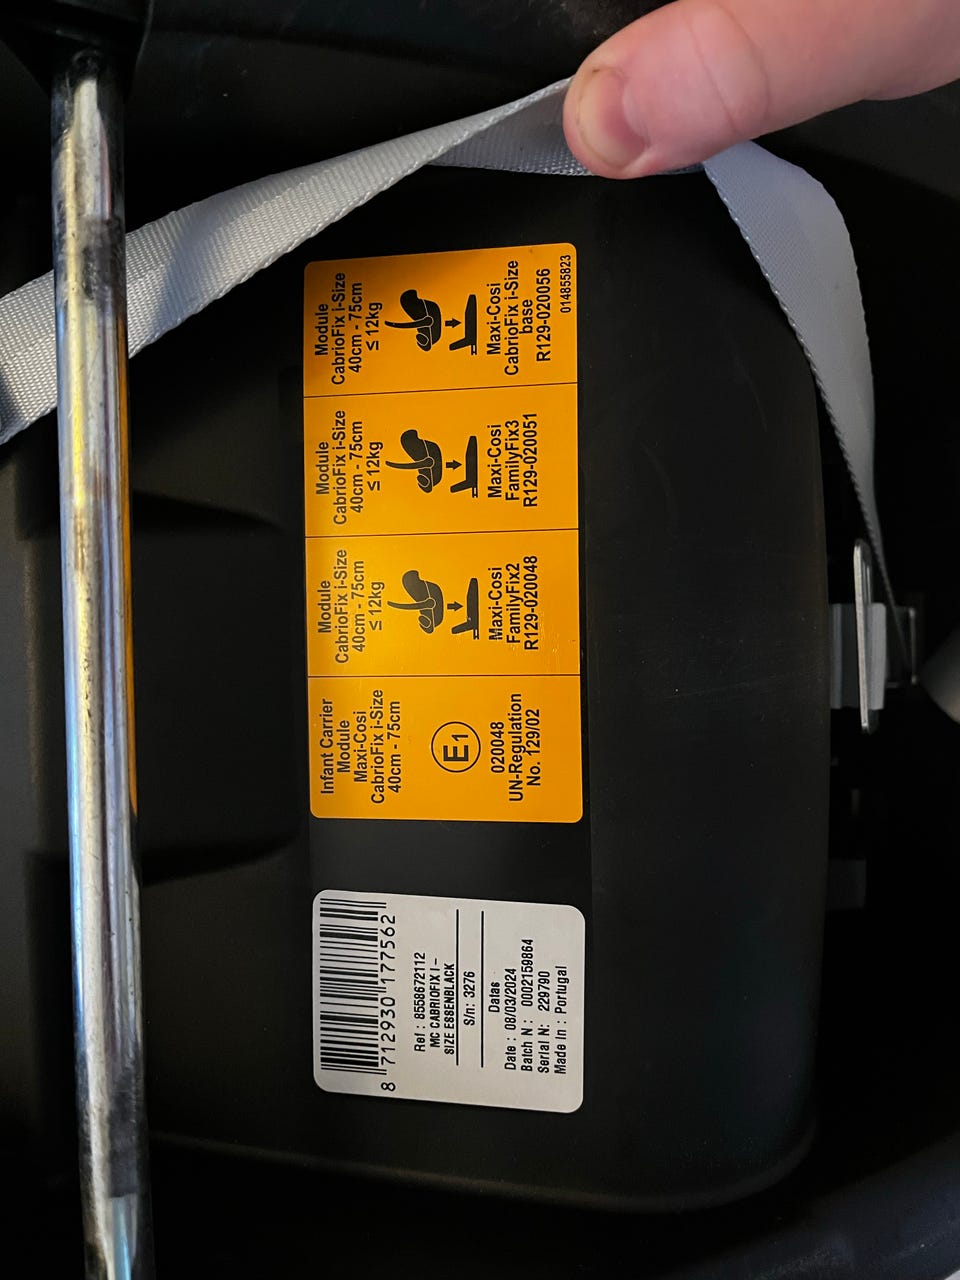 Infant Carrier
Module
Maxi-Cosi
CabrioFix i-Size
40cm - 75cm
E1
020048
UN-Regulation
No. 129/02
Module
CabrioFix i-Size
40cm - 75cm
≤ 12kg
Maxi-Cosi
FamilyFix2
R129-020048
Module
CabrioFix i-Size
40cm - 75cm
≤ 12kg
Maxi-Cosi
FamilyFix3
R129-020051
Module
CabrioFix i-Size
40cm - 75cm
≤ 12kg
Maxi-Cosi
CabrioFix i-Size
base
R129-020056
014855823
8 712930 177562
Ref : 8558672112
MC CABRIOFIX I -
SIZE ESSENBLACK
S/n: 3276
Datas
Date : 08/03/2024
Batch N : 0002159864
Serial N: 229790
Made In : Portugal